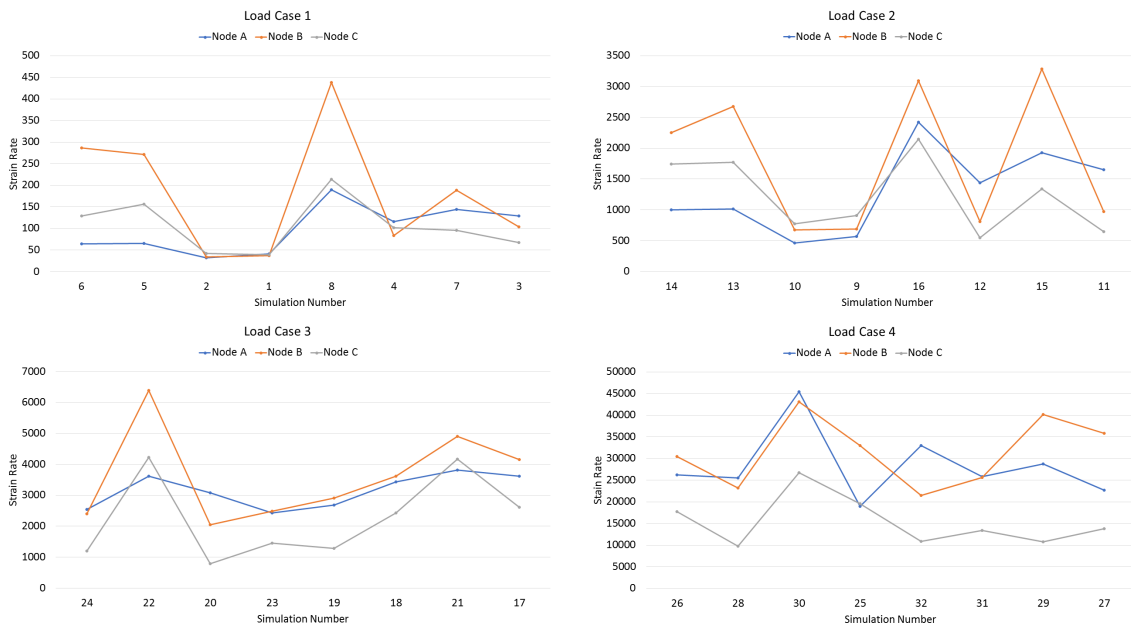 Load Case 1
Node A Node B Node C
500
450
400
350
300
250
200
150
100
50
0
Strain Rate
6 5 2 1 8 4 7 3
Simulation Number
Load Case 2
Node A Node B Node C
3500
3000
2500
2000
1500
1000
500
0
Strain Rate
14 13 10 9 16 12 15 11
Simulation Number
Load Case 3
Node A Node B Node C
7000
6000
5000
4000
3000
2000
1000
0
Strain Rate
24 22 20 23 19 18 21 17
Simulation Number
Load Case 4
Node A Node B Node C
50000
45000
40000
35000
30000
25000
20000
15000
10000
5000
0
Stain Rate
26 28 30 25 32 31 29 27
Simulation Number